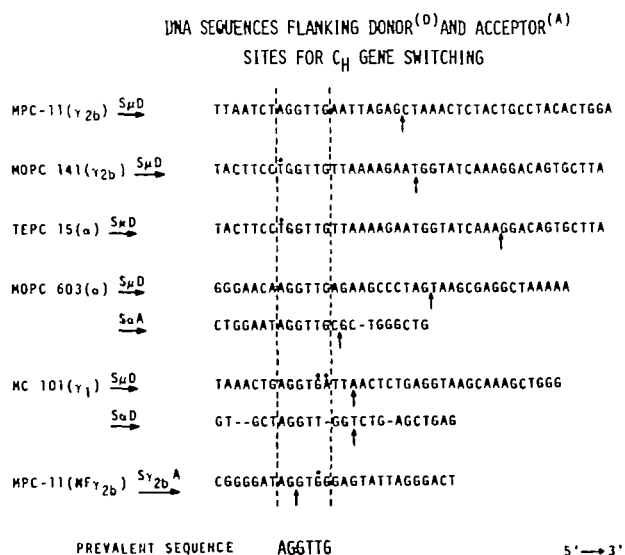 DNA SEQUENCES FLANKING DONOR(D) AND ACCEPTOR(A)
SITES FOR CH GENE SWITCHING
MPC-11(γ2b) SμD TTAATCTAGGTTGAATTAGAGCTAAACTCTACTGCCTACACTGGA
MOPC 141(γ2b) SμD TACTTCCTGGTTGTTAAAAGAATGGTATCAAAGGACAGTGCTTA
TEPC 15(α) SμD TACTTCCTGGTTGTTAAAAGAATGGTATCAAAGGACAGTGCTTA
MOPC 603(α) SμD GGGAACAAGGTTGAGAAGCCCTAGTAAGCGAGGCTAAAAA
SαA CTGGAATAGGTTGCGC-TGGGCTG
MC 101(γ1) SμD TAAACTGAGGTGATTAACTCTGAGGTAAGCAAAGCTGGG
SαD GT--GCTAGGTT-GGTCTG-AGCTGAG
MPC-11(MFγ2b) Sγ2bA CGGGGATAGGTGGGAGTATTAGGGACT
PREVALENT SEQUENCE AGGTTG 5'→3'